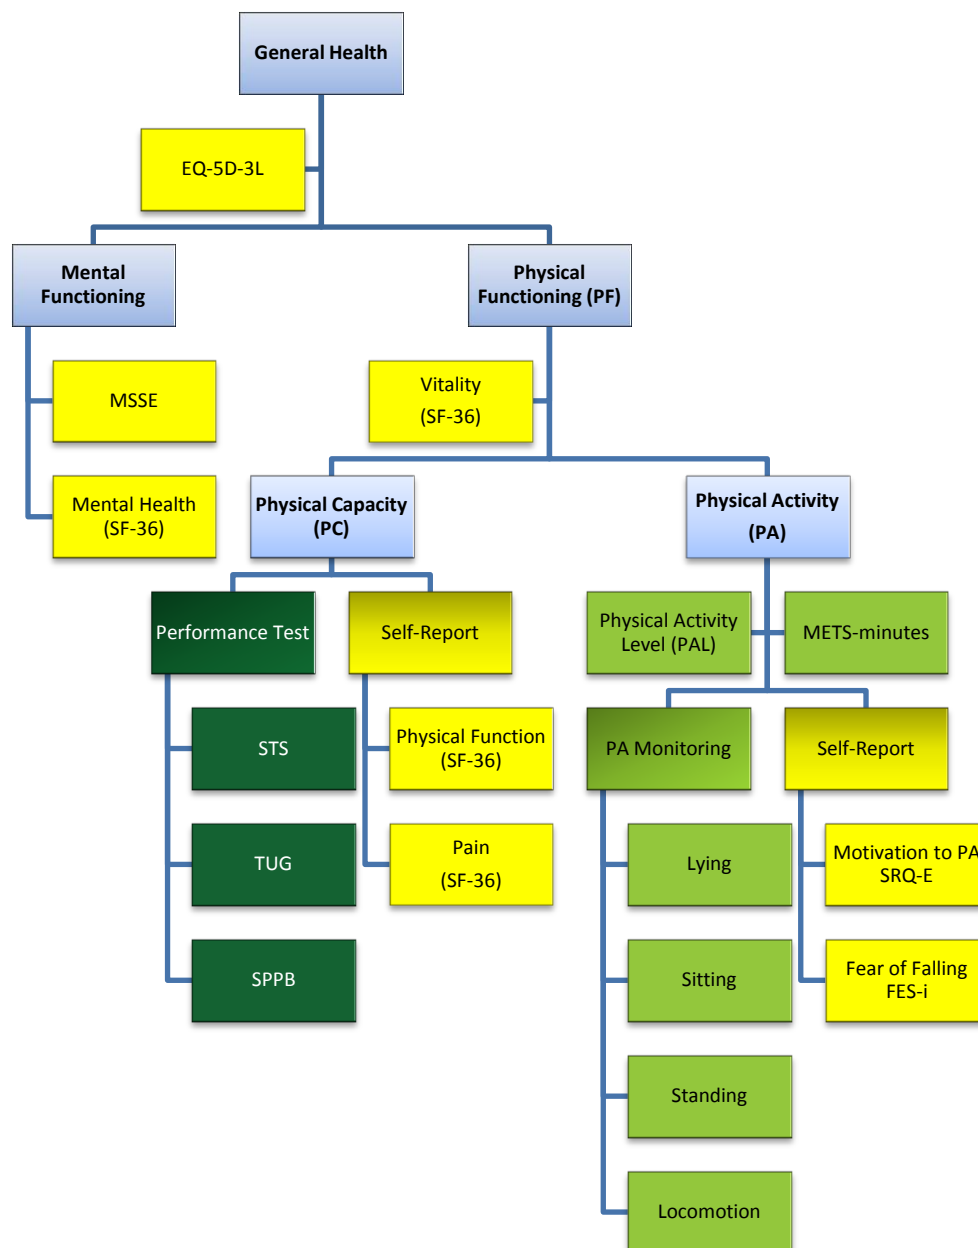 General Health
EQ-5D-3L
Mental
Functioning
Physical
Functioning (PF)
MSSE
Vitality
(SF-36)
Mental Health
(SF-36)
Physical Capacity
(PC)
Physical Activity
(PA)
Performance Test
Self-Report
Physical Activity
Level (PAL)
METS-minutes
STS
Physical Function
(SF-36)
PA Monitoring
Self-Report
TUG
Pain
(SF-36)
Lying
Motivation to PA
SRQ-E
SPPB
Sitting
Fear of Falling
FES-i
Standing
Locomotion